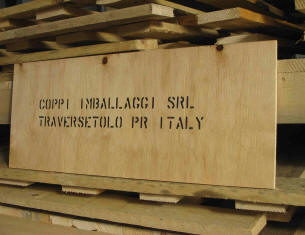 COPPI IMBALLAGGI SRL
TRAVERSETOLO PR ITALY